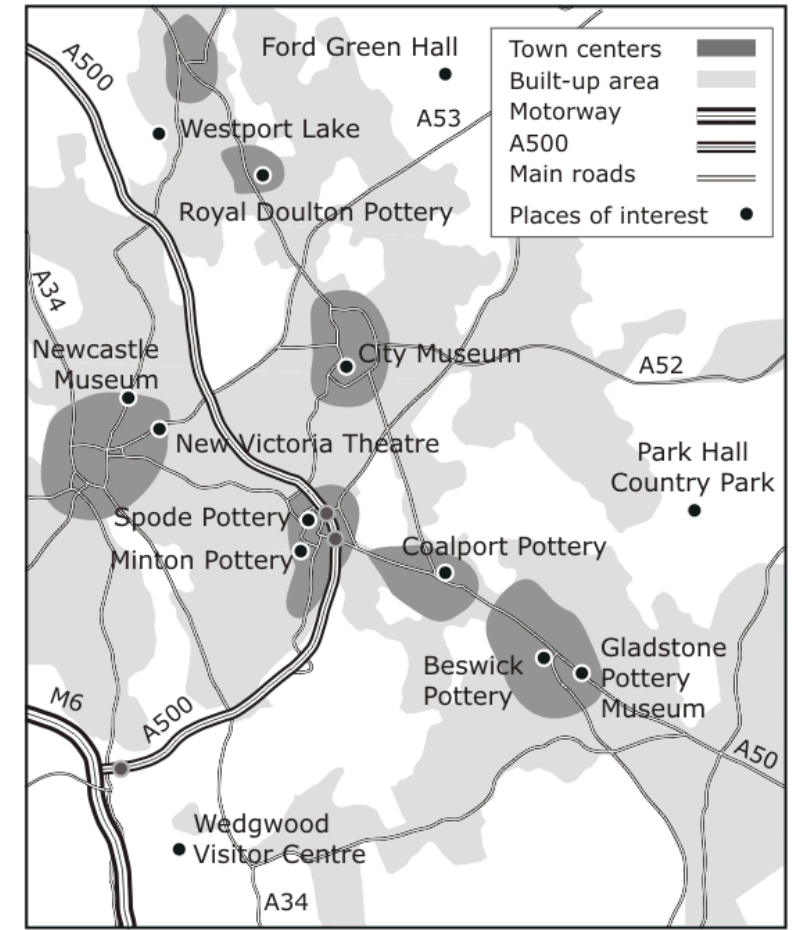 A500
Ford Green Hall
Town centers
Built-up area
Motorway
A500
Main roads
Places of interest
A53
Westport Lake
Royal Doulton Pottery
A34
Newcastle
Museum
City Museum
A52
New Victoria Theatre
Park Hall
Country Park
Spode Pottery
Minton Pottery
Coalport Pottery
Beswick
Pottery
Gladstone
Pottery
Museum
M6
A500
A50
Wedgwood
Visitor Centre
A34